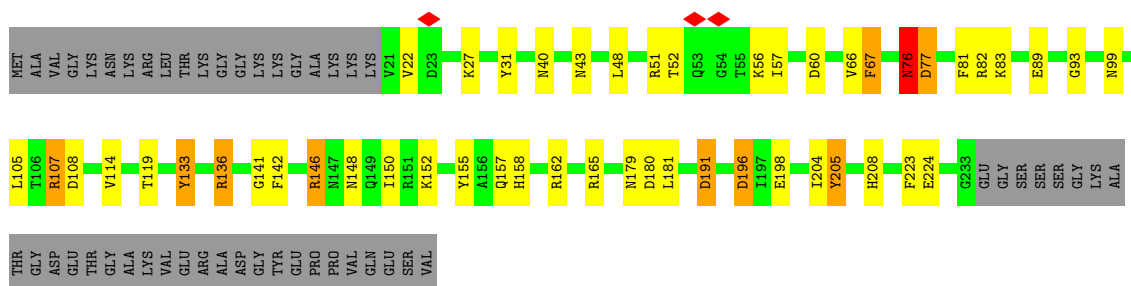 MET ALA VAL GLY LYS ASN LYS ARG LEU THR LYS GLY GLY LYS LYS GLY ALA LYS LYS LYS V21 V22 D23 K27 Y31 N40 N43 L48 R51 T52 Q53 G54 T55 K56 I57 D60 V66 F67 N76 D77 F81 R82 K83 E89 G93 N99
L105 T106 R107 D108 V114 T119 Y133 R136 G141 F142 R146 N147 N148 Q149 I150 R151 K152 Y155 A156 Q157 H158 R162 R165 N179 D180 L181 D191 D196 I197 E198 I204 Y205 H208 F223 E224 G233 GLU GLY SER SER SER GLY LYS ALA
THR GLY ASP GLU THR GLY ALA LYS VAL GLU ARG ALA ASP GLY TYR GLU PRO PRO VAL GLN GLU SER VAL